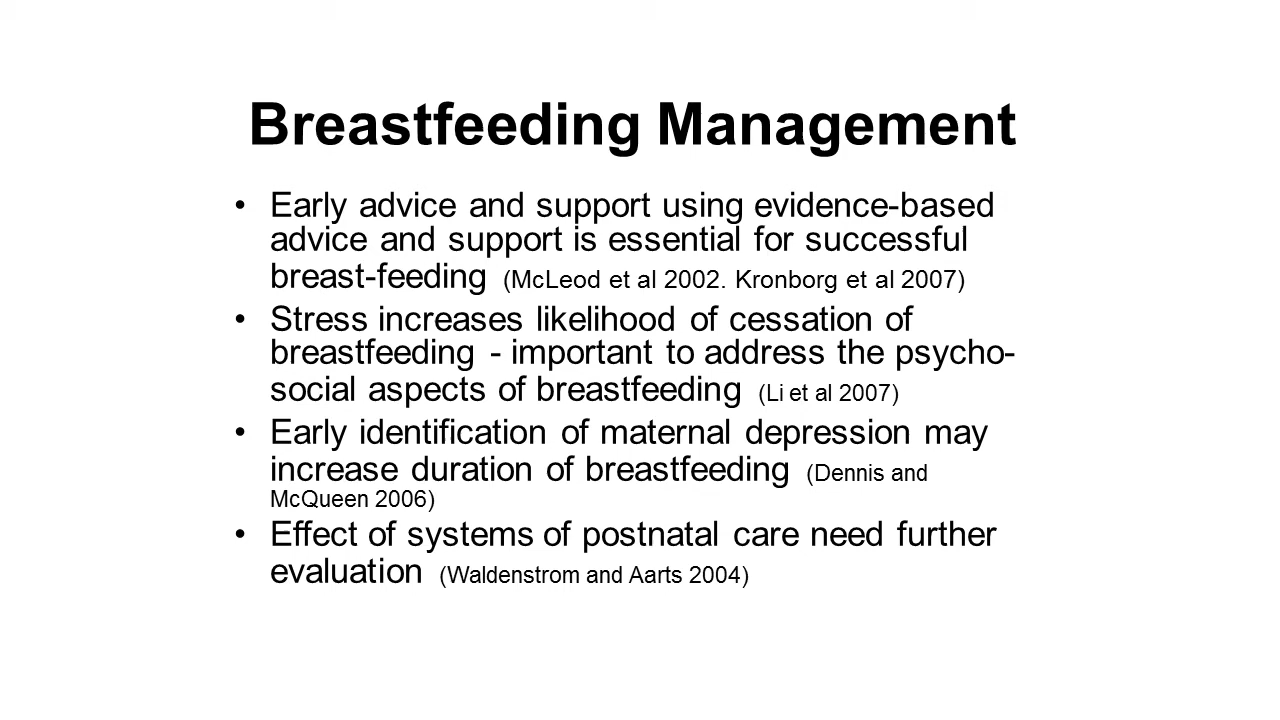 Breastfeeding Management
• Early advice and support using evidence-based
advice and support is essential for successful
breast-feeding (McLeod et al 2002. Kronborg et al 2007)
• Stress increases likelihood of cessation of
breastfeeding - important to address the psycho-
social aspects of breastfeeding (Li et al 2007)
• Early identification of maternal depression may
increase duration of breastfeeding (Dennis and
McQueen 2006)
• Effect of systems of postnatal care need further
evaluation (Waldenstrom and Aarts 2004)